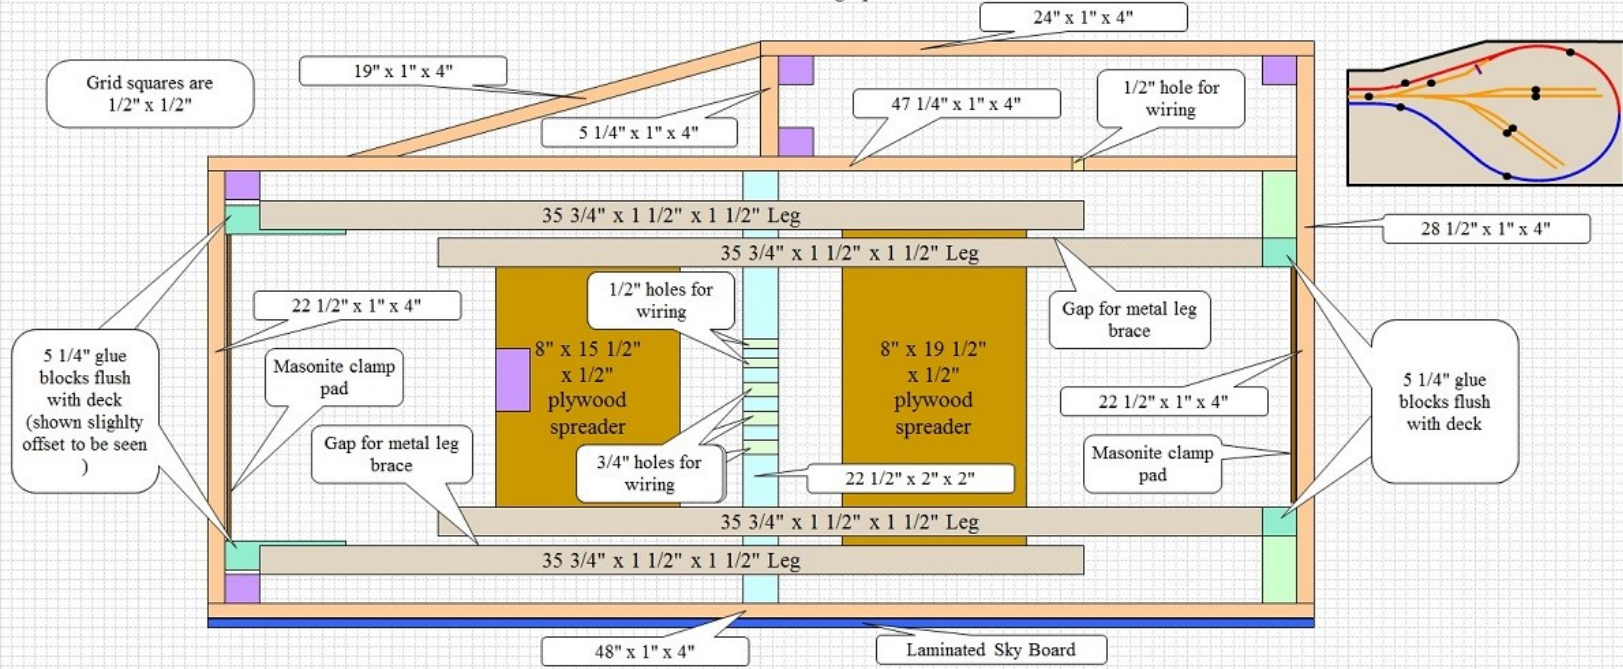 24" x 1" x 4"
Grid squares are
1/2" x 1/2"
19" x 1" x 4"
5 1/4" x 1" x 4"
47 1/4" x 1" x 4"
1/2" hole for
wiring
35 3/4" x 1 1/2" x 1 1/2" Leg
28 1/2" x 1" x 4"
35 3/4" x 1 1/2" x 1 1/2" Leg
22 1/2" x 1" x 4"
1/2" holes for
wiring
Gap for metal leg
brace
5 1/4" glue
blocks flush
with deck
(shown slighlty
offset to be seen
)
Masonite clamp
pad
8" x 15 1/2"
x 1/2"
plywood
spreader
8" x 19 1/2"
x 1/2"
plywood
spreader
22 1/2" x 1" x 4"
5 1/4" glue
blocks flush
with deck
Gap for metal leg
brace
3/4" holes for
wiring
22 1/2" x 2" x 2"
Masonite clamp
pad
35 3/4" x 1 1/2" x 1 1/2" Leg
35 3/4" x 1 1/2" x 1 1/2" Leg
48" x 1" x 4"
Laminated Sky Board